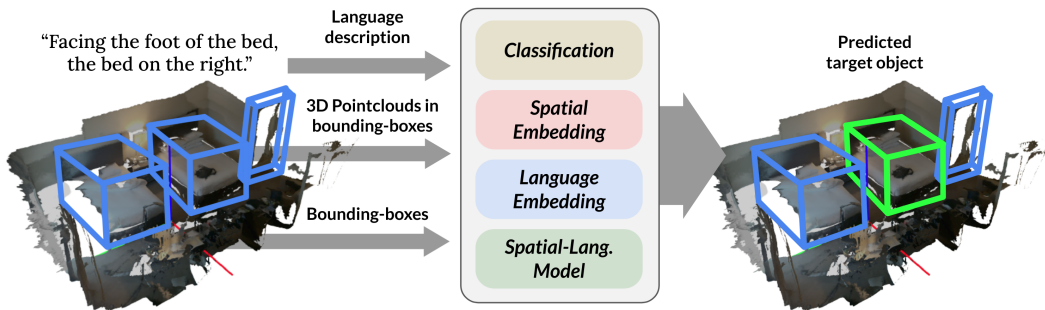 “Facing the foot of the bed,
the bed on the right.”
Language
description
3D Pointclouds in
bounding-boxes
Bounding-boxes
Classification
Spatial
Embedding
Language
Embedding
Spatial-Lang.
Model
Predicted
target object